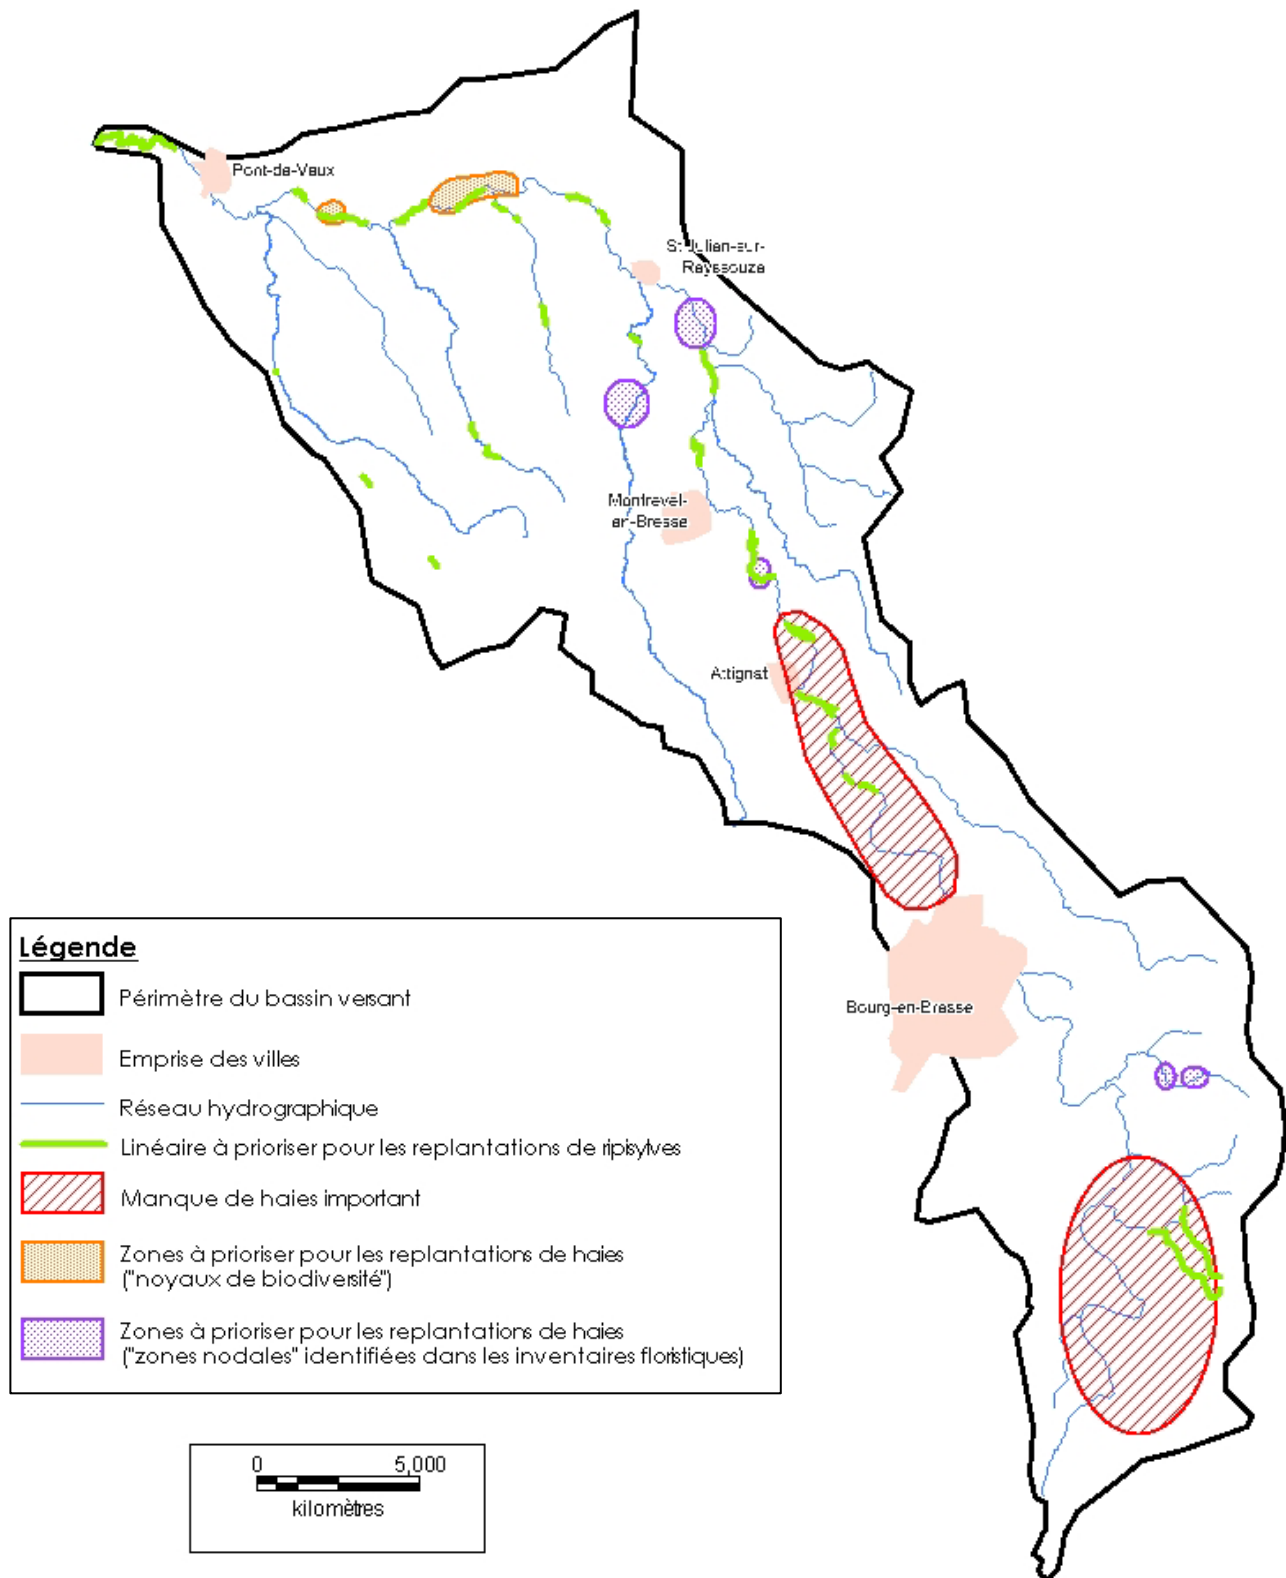 Pont-de-Vaux
St Julien-sur-
Reyssouze
Montrevel-
en-Bresse
Attignat
Bourg-en-Bresse
Légende
Périmètre du bassin versant
Emprise des villes
Réseau hydrographique
Linéaire à prioriser pour les replantations de ripisylves
Manque de haies important
Zones à prioriser pour les replantations de haies
("noyaux de biodiversité")
Zones à prioriser pour les replantations de haies
("zones nodales" identifiées dans les inventaires floristiques)
0 5,000
kilomètres